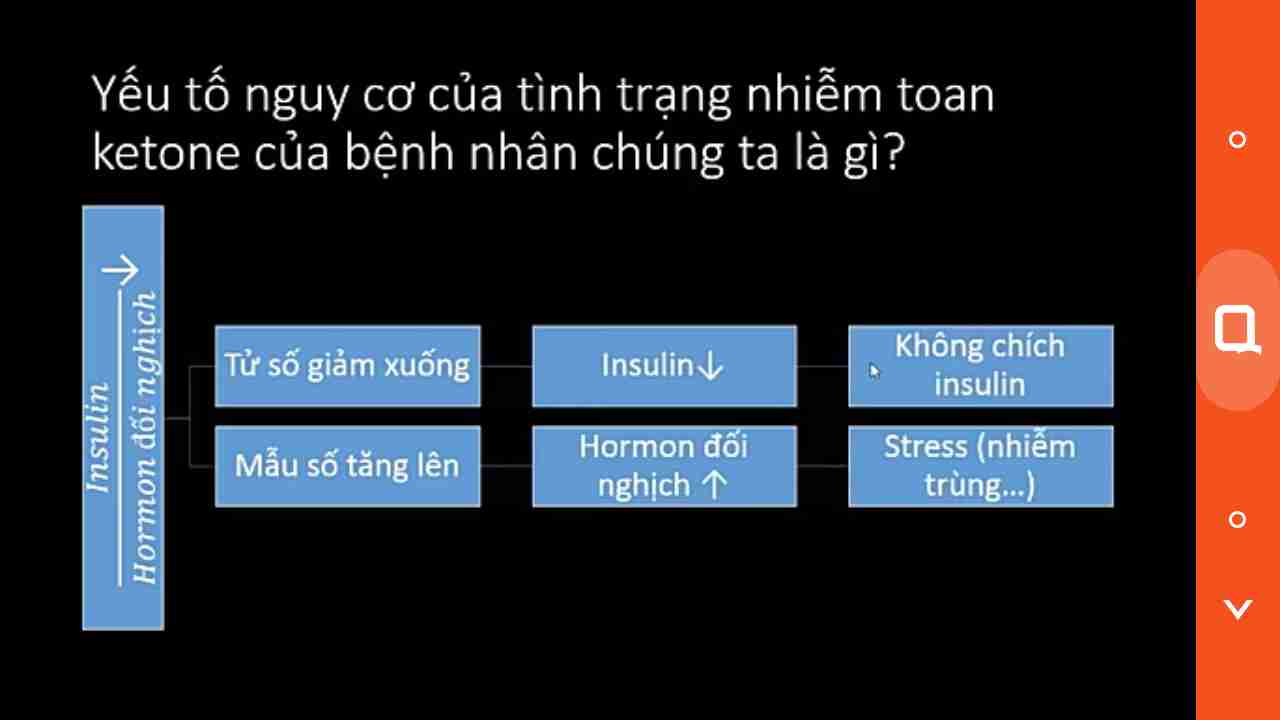 Yếu tố nguy cơ của tình trạng nhiễm toan
ketone của bệnh nhân chúng ta là gì?
Insulin
Hormon đối nghịch
→
Tử số giảm xuống
Insulin↓
Không chích
insulin
Mẫu số tăng lên
Hormon đối
nghịch ↑
Stress (nhiễm
trùng...)